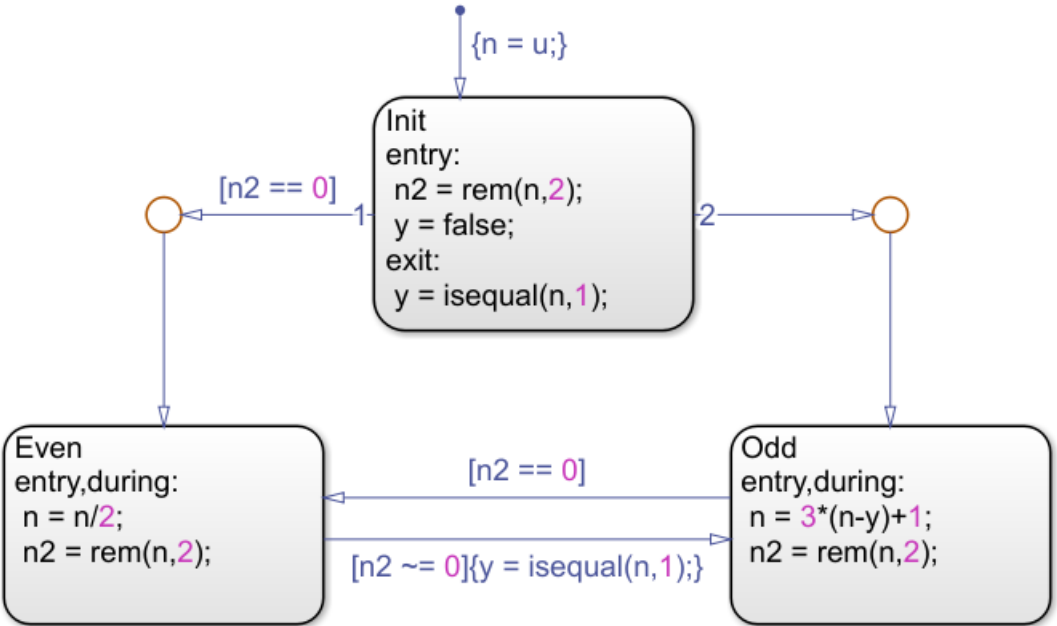 {n = u;}
Init
entry:
n2 = rem(n,2);
y = false;
exit:
y = isequal(n,1);
[n2 == 0]
1
2
Even
entry,during:
n = n/2;
n2 = rem(n,2);
[n2 == 0]
[n2 ~= 0]{y = isequal(n,1);}
Odd
entry,during:
n = 3*(n-y)+1;
n2 = rem(n,2);